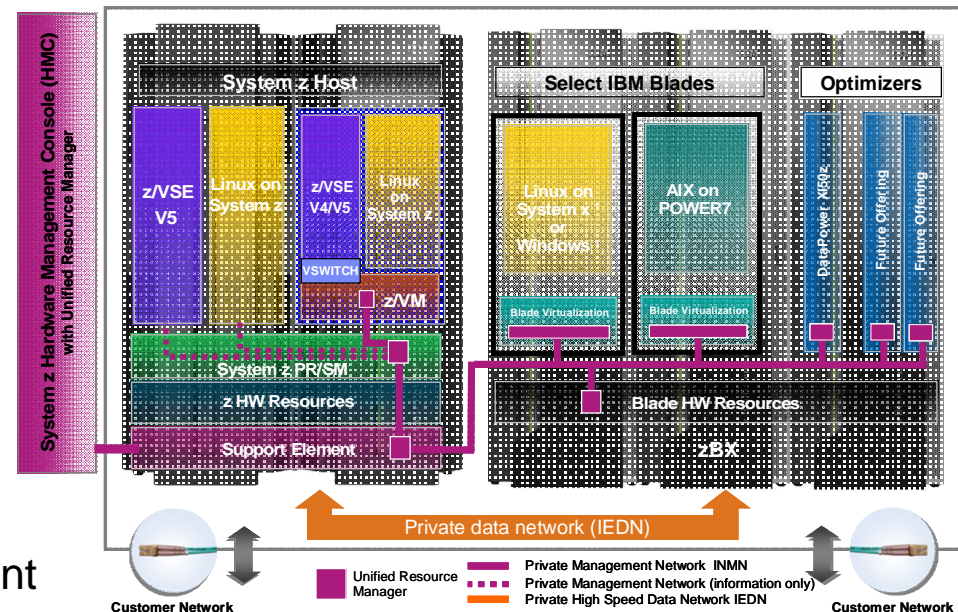 System z Hardware Management Console (HMC)
with Unified Resource Manager
System z Host
Select IBM Blades
Optimizers
z/VSE
V5
Linux on
System z
z/VSE
V4/V5
Linux
on
System z
VSWITCH
z/VM
Linux on
System x
or
Windows
AIX on
POWER7
Blade Virtualization
Blade Virtualization
DataPower XI50z
Future Offering
Future Offering
System z PR/SM
z HW Resources
Support Element
Blade HW Resources
zBX
Private data network (IEDN)
nt
Customer Network
Unified Resource
Manager
Private Management Network INMN
Private Management Network (information only)
Private High Speed Data Network IEDN
Customer Network